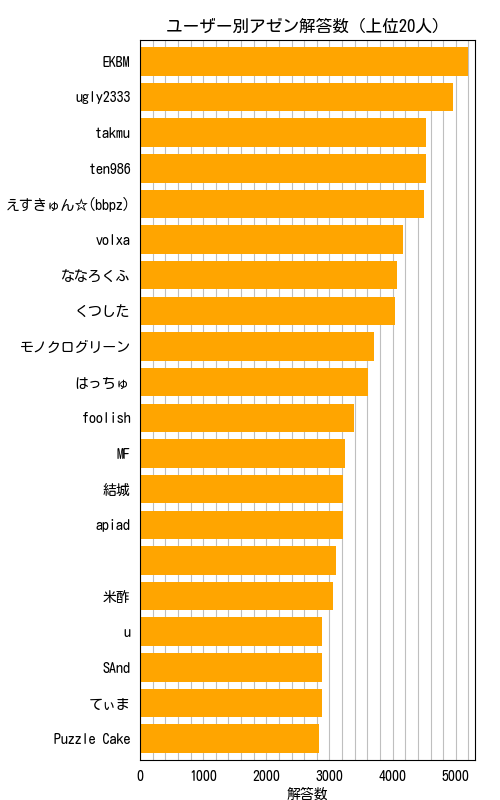 ユーザー別アゼン解答数 (上位20人)
EKBM
ugly2333
takmu
ten986
えすきゅん☆(bbpz)
volxa
ななろくふ
くつした
モノクログリーン
はっちゅ
foolish
MF
結城
apiad
米酢
u
SAnd
てぃま
Puzzle Cake
0 1000 2000 3000 4000 5000
解答数